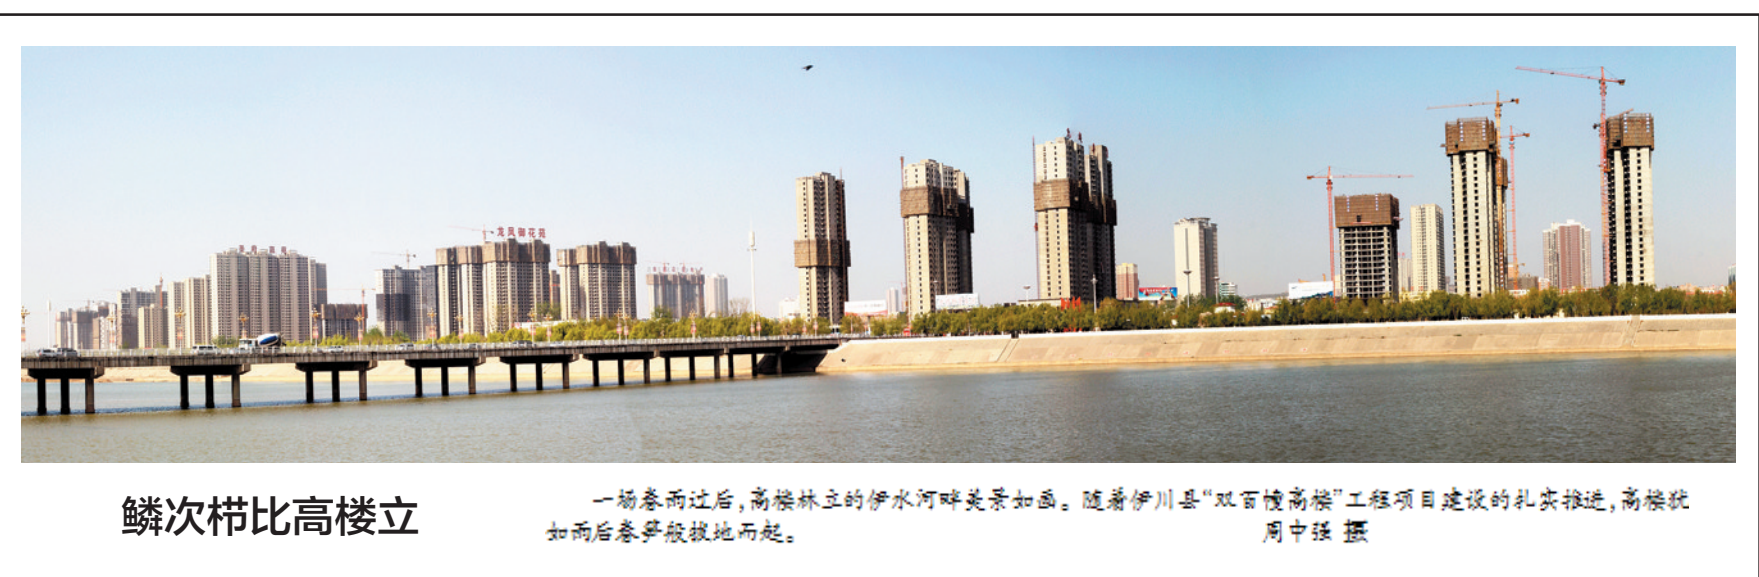 龙凤御花苑
鳞次栉比高楼立
一场春雨过后，高楼林立的伊水河畔美景如画。随着伊川县“双百幢高楼”工程项目建设的扎实推进，高楼犹
如雨后春笋般拔地而起。
周中强 摄